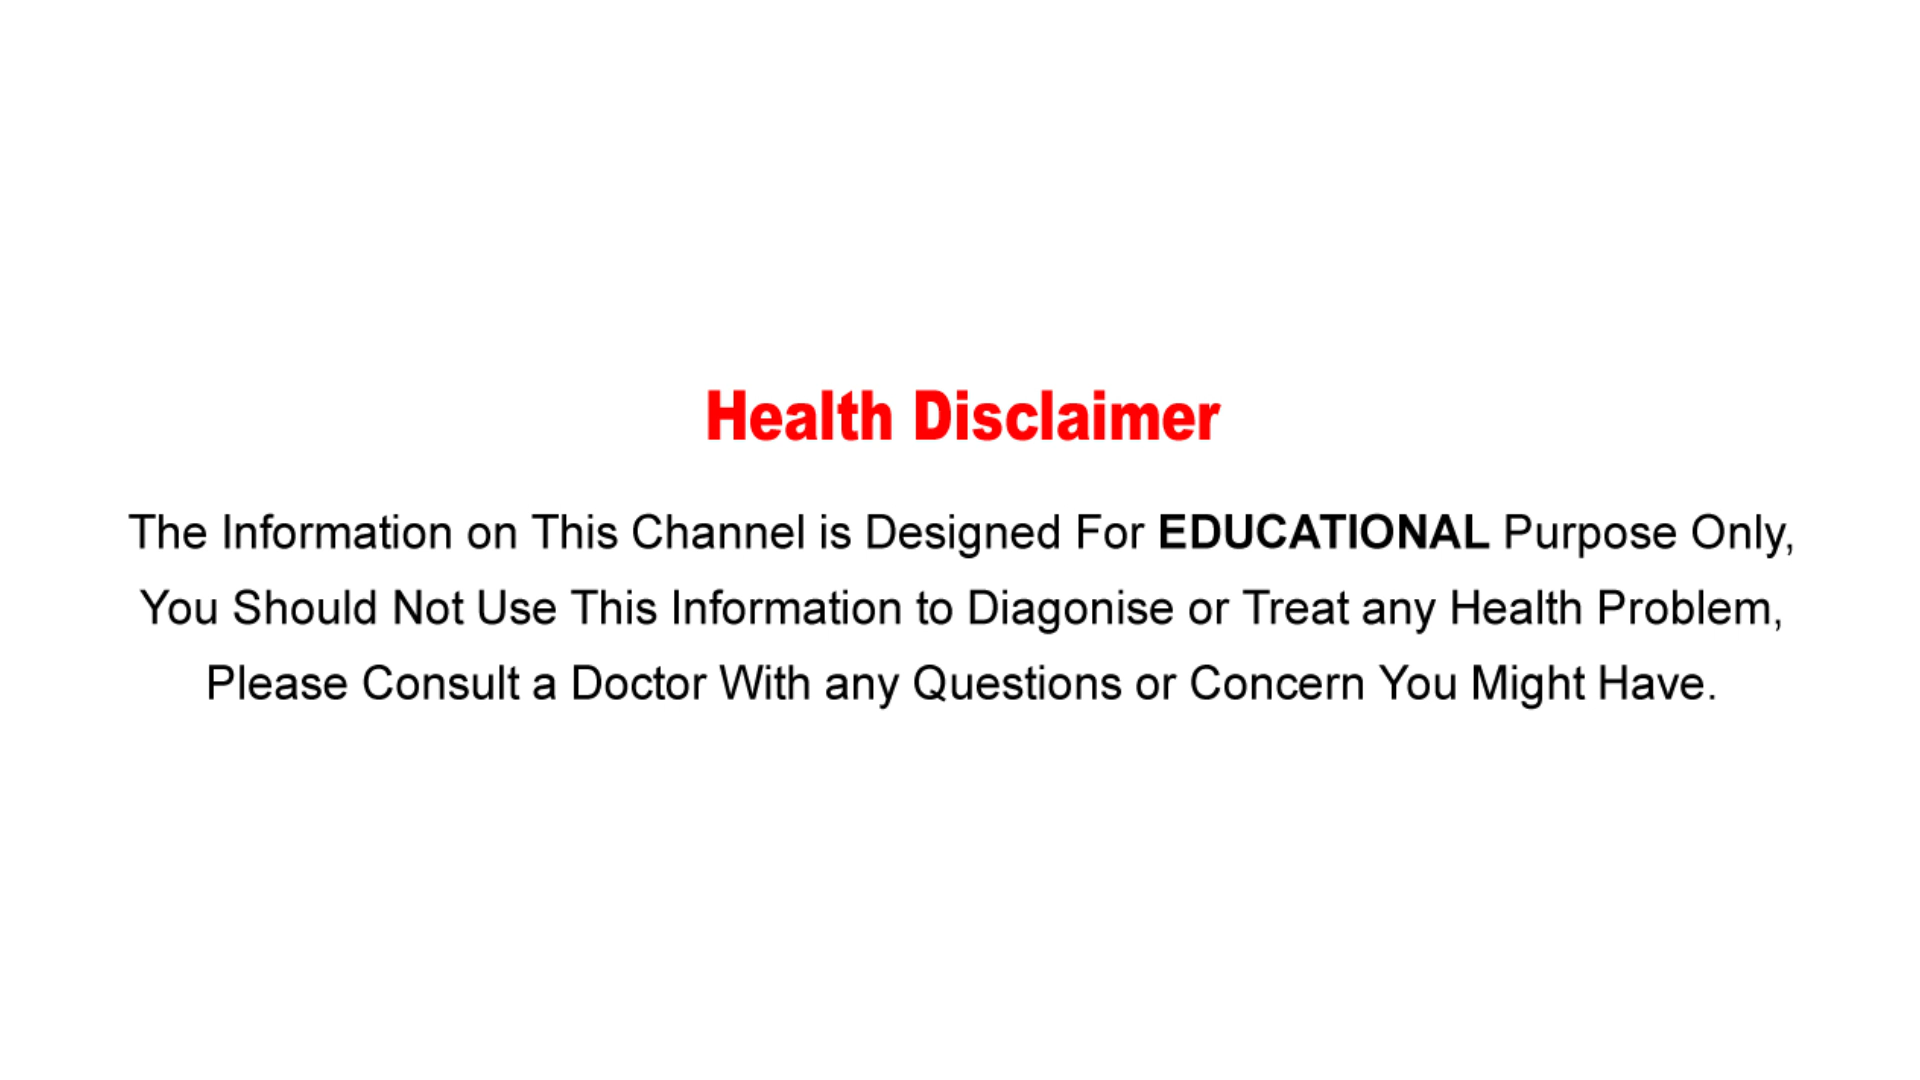 Health Disclaimer
The Information on This Channel is Designed For EDUCATIONAL Purpose Only,
You Should Not Use This Information to Diagonise or Treat any Health Problem,
Please Consult a Doctor With any Questions or Concern You Might Have.